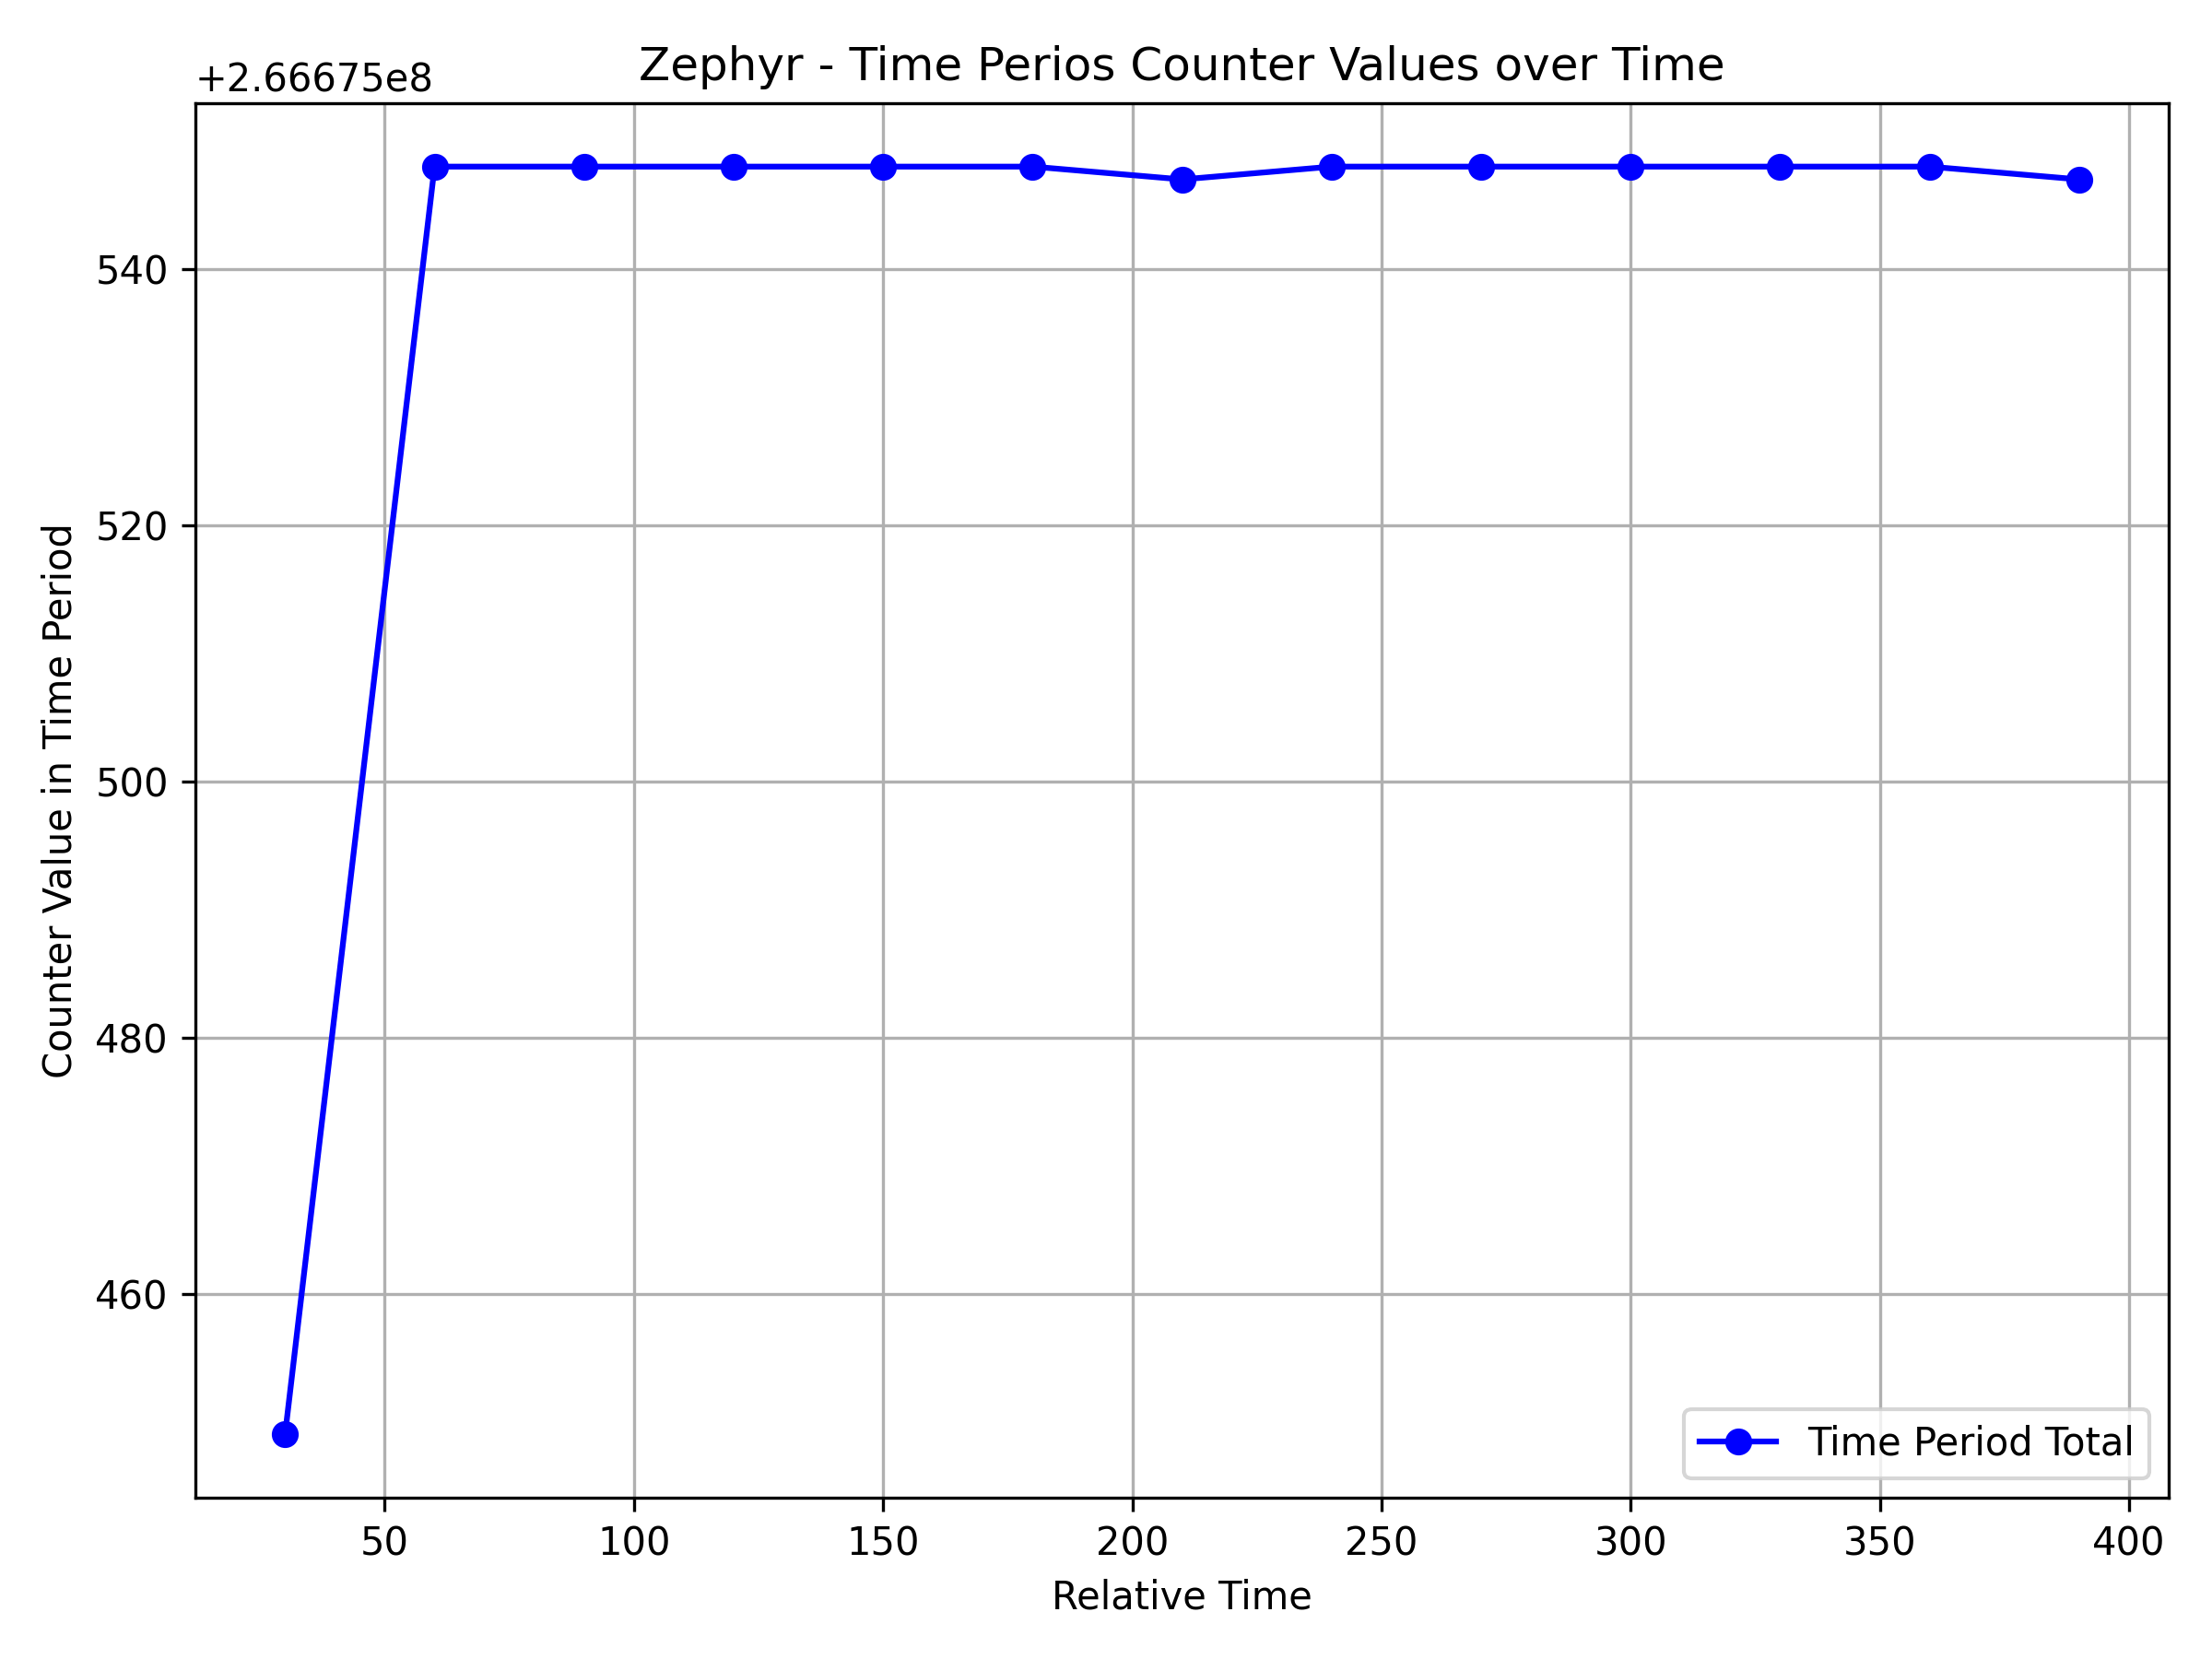 Zephyr - Time Perios Counter Values over Time
+2.66675e8
Counter Value in Time Period
540
520
500
480
460
Time Period Total
50 100 150 200 250 300 350 400
Relative Time